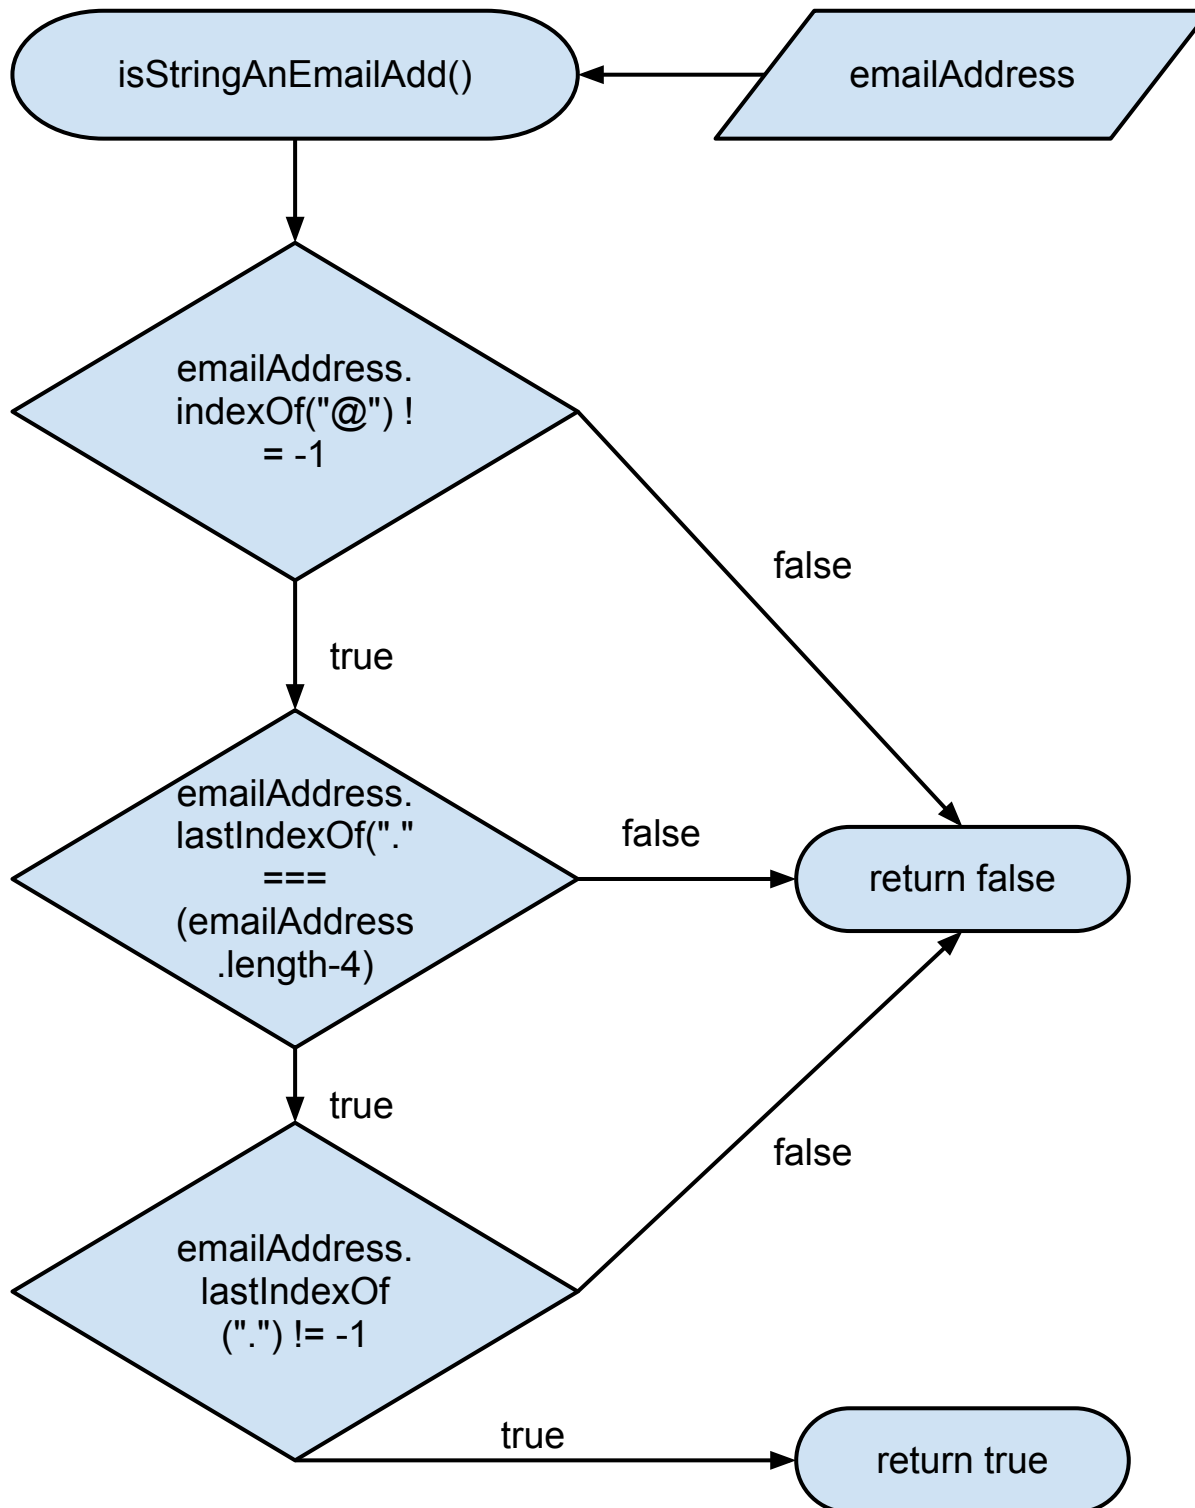 isStringAnEmailAdd()
emailAddress
emailAddress.
indexOf("@") !
= -1
false
true
emailAddress.
lastIndexOf("."
===
(emailAddress
.length-4)
false
return false
true
false
emailAddress.
lastIndexOf
(".") != -1
true
return true